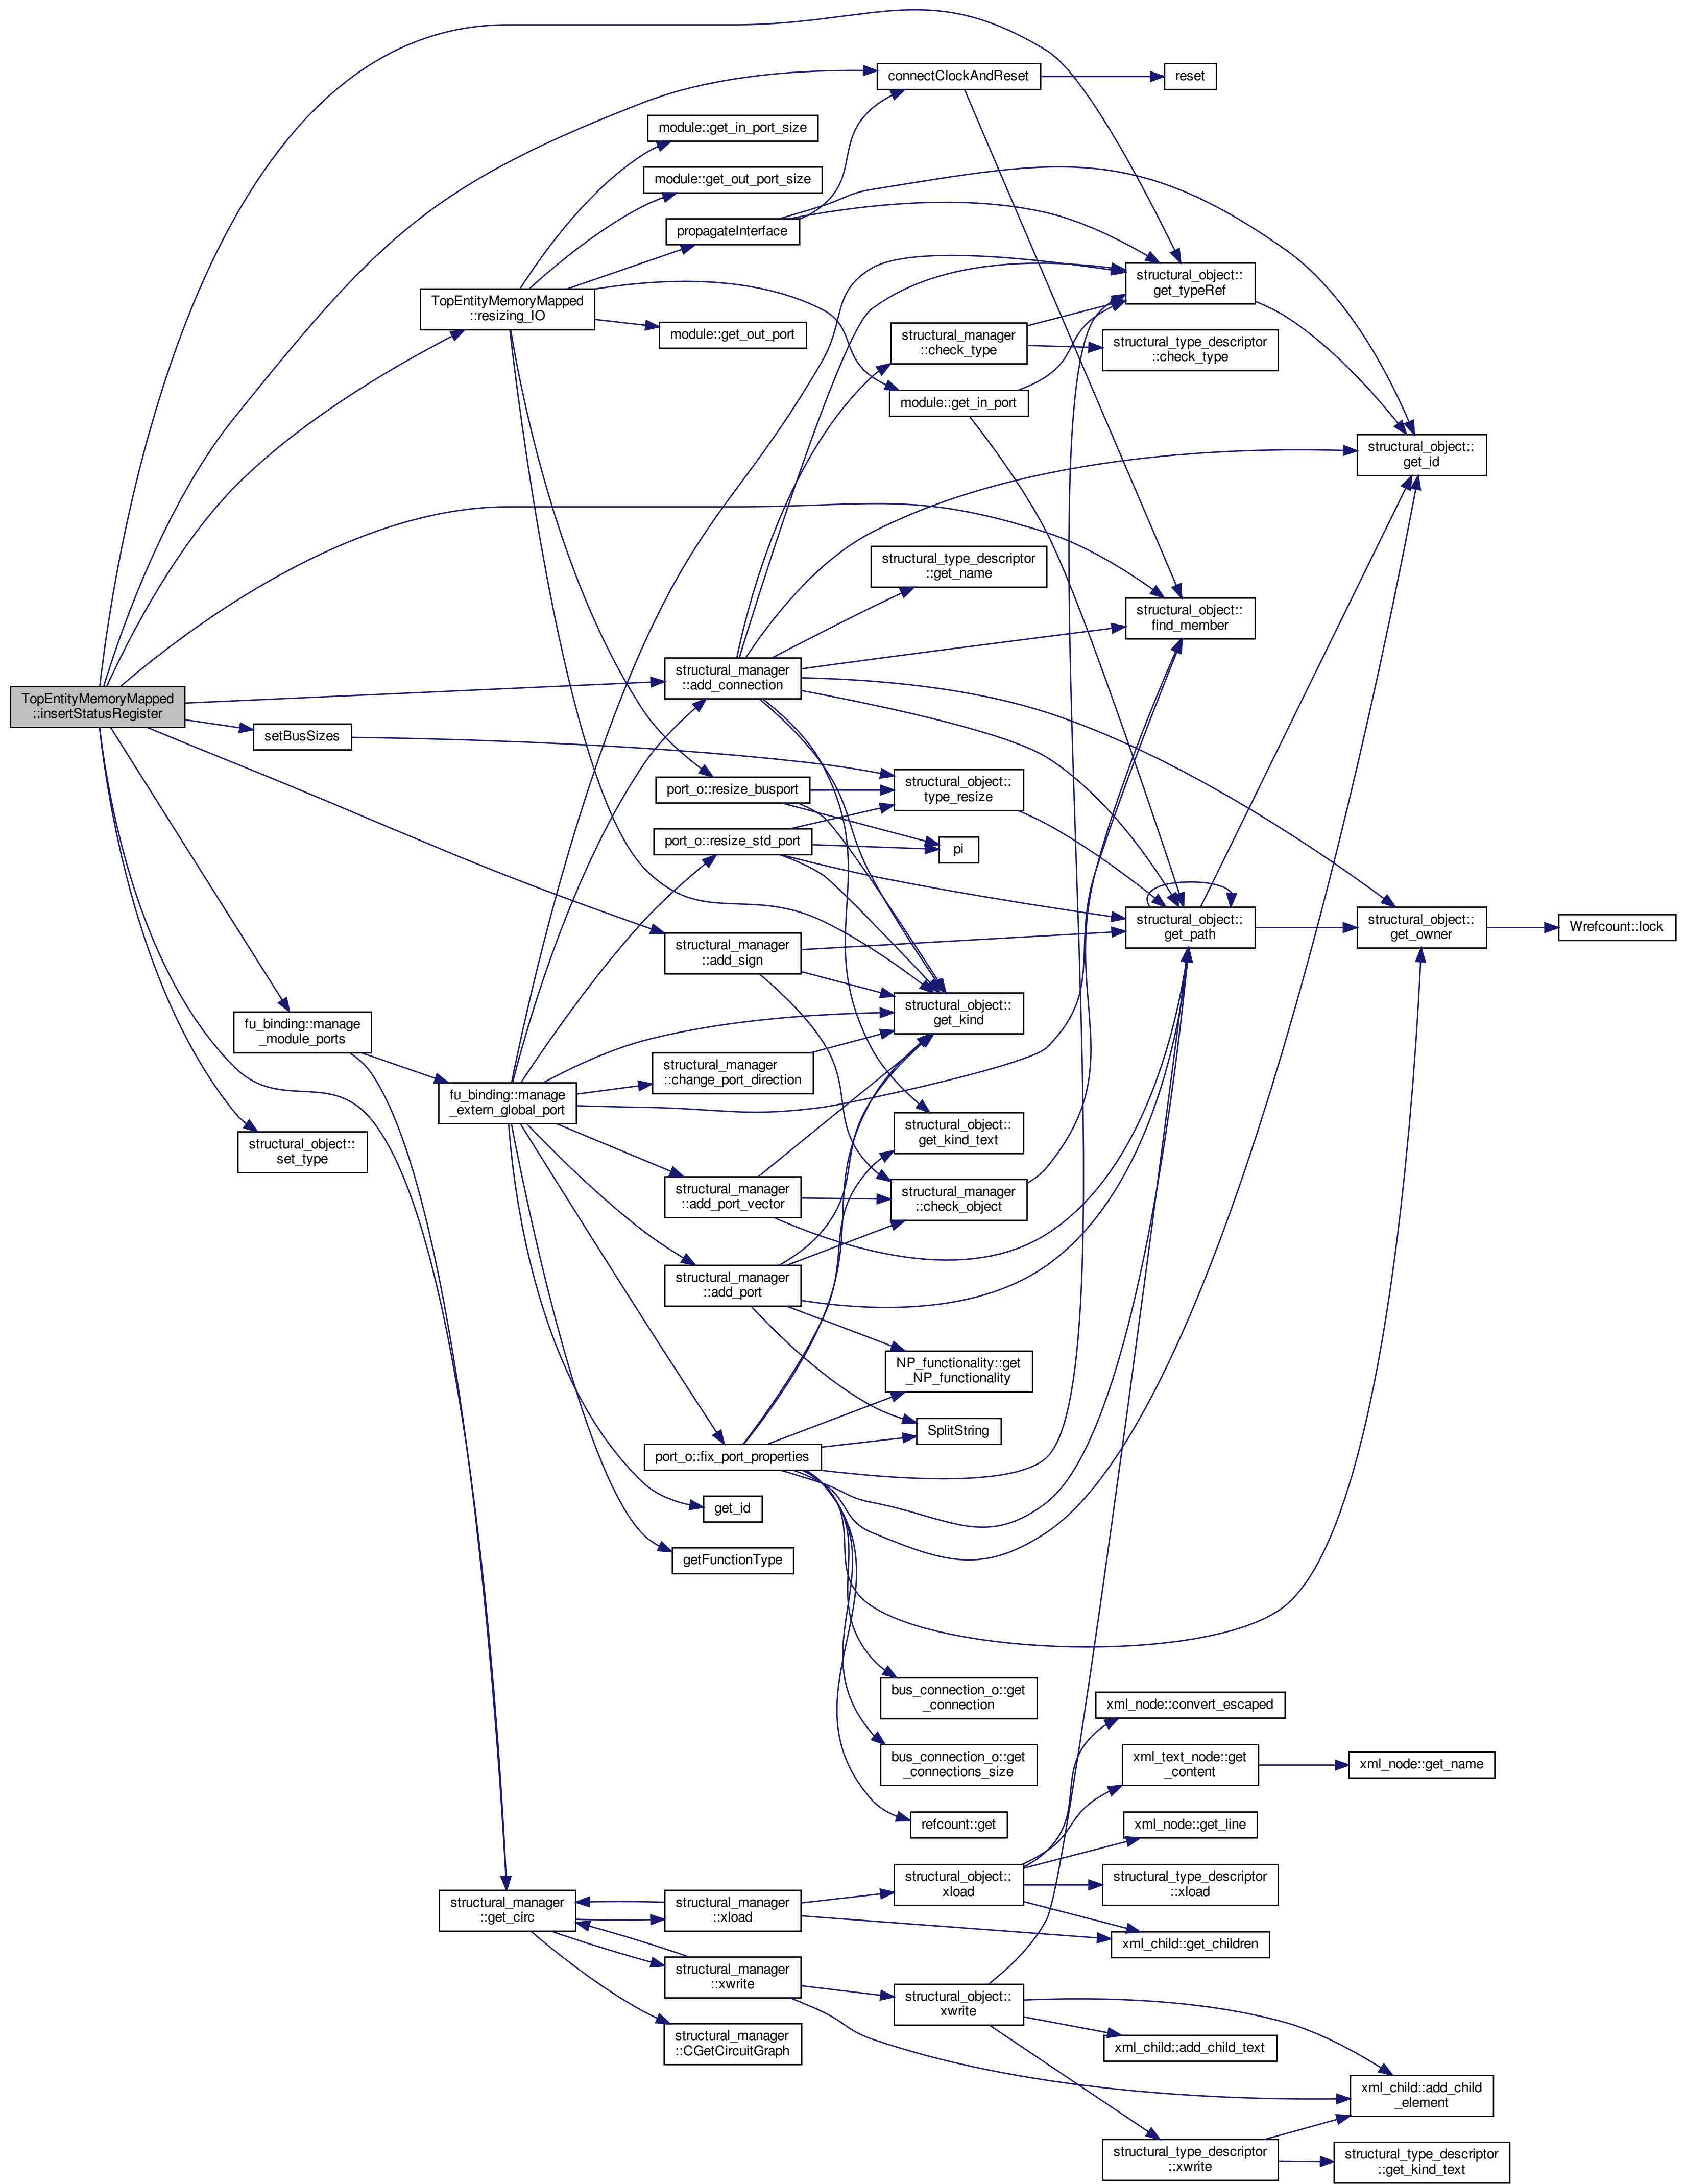 connectClockAndReset
reset
module::get_in_port_size
module::get_out_port_size
propagateInterface
structural_object::
get_typeRef
TopEntityMemoryMapped
::resizing_IO
module::get_out_port
structural_manager
::check_type
structural_type_descriptor
::check_type
module::get_in_port
structural_object::
get_id
structural_type_descriptor
::get_name
structural_object::
find_member
TopEntityMemoryMapped
::insertStatusRegister
structural_manager
::add_connection
setBusSizes
port_o::resize_busport
structural_object::
type_resize
port_o::resize_std_port
pi
structural_object::
get_path
structural_object::
get_owner
Wrefcount::lock
structural_manager
::add_sign
structural_object::
get_kind
fu_binding::manage
_module_ports
structural_manager
::change_port_direction
fu_binding::manage
_extern_global_port
structural_object::
set_type
structural_object::
get_kind_text
structural_manager
::add_port_vector
structural_manager
::check_object
structural_manager
::add_port
NP_functionality::get
_NP_functionality
SplitString
port_o::fix_port_properties
get_id
getFunctionType
bus_connection_o::get
_connection
xml_node::convert_escaped
bus_connection_o::get
_connections_size
xml_text_node::get
_content
xml_node::get_name
refcount::get
xml_node::get_line
structural_object::
xload
structural_type_descriptor
::xload
structural_manager
::get_circ
structural_manager
::xload
xml_child::get_children
structural_manager
::xwrite
structural_object::
xwrite
structural_manager
::CGetCircuitGraph
xml_child::add_child_text
xml_child::add_child
_element
structural_type_descriptor
::xwrite
structural_type_descriptor
::get_kind_text